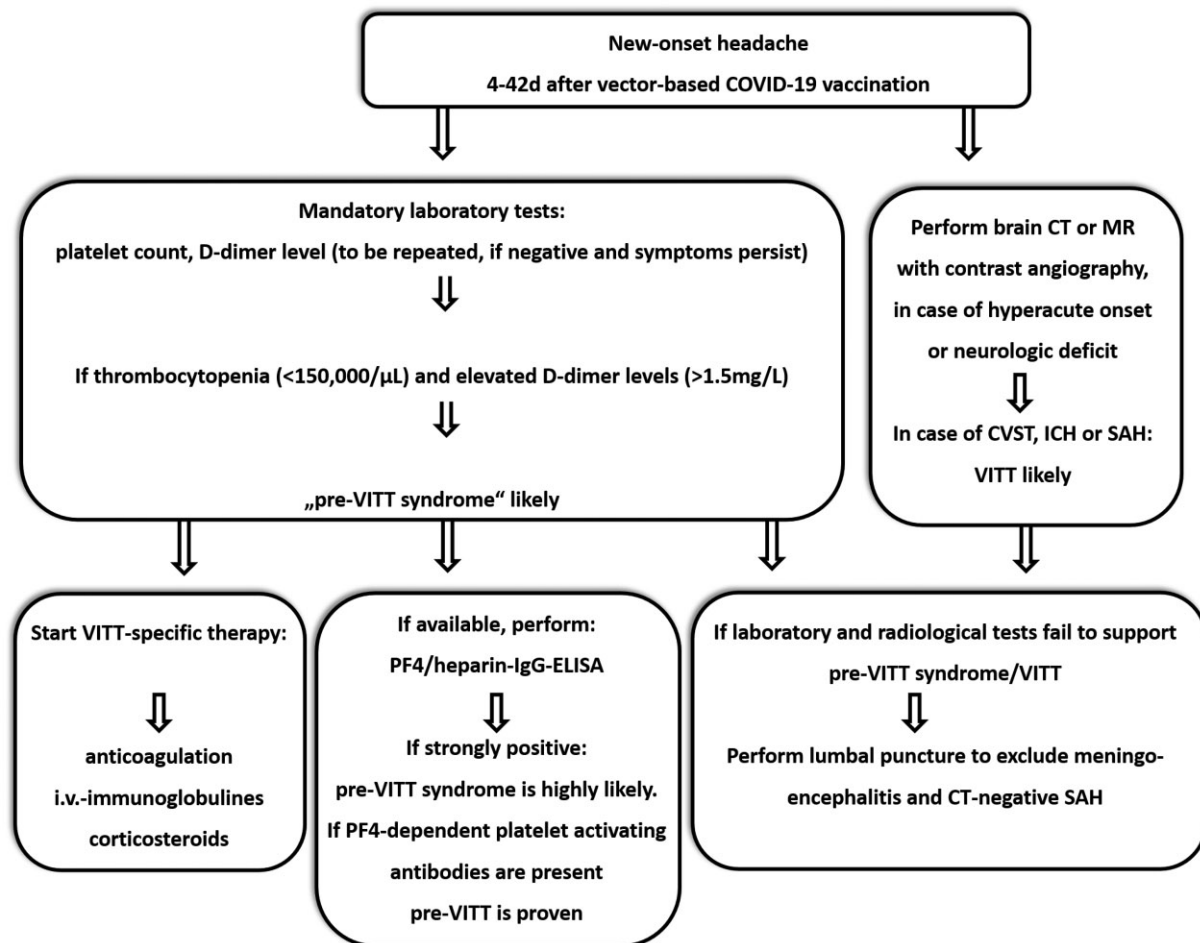 New-onset headache
4-42d after vector-based COVID-19 vaccination
Mandatory laboratory tests:
platelet count, D-dimer level (to be repeated, if negative and symptoms persist)
If thrombocytopenia (<150,000/µL) and elevated D-dimer levels (>1.5mg/L)
„pre-VITT syndrome“ likely
Perform brain CT or MR
with contrast angiography,
in case of hyperacute onset
or neurologic deficit
In case of CVST, ICH or SAH:
VITT likely
Start VITT-specific therapy:
anticoagulation
i.v.-immunoglobulines
corticosteroids
If available, perform:
PF4/heparin-IgG-ELISA
If strongly positive:
pre-VITT syndrome is highly likely.
If PF4-dependent platelet activating
antibodies are present
pre-VITT is proven
If laboratory and radiological tests fail to support
pre-VITT syndrome/VITT
Perform lumbal puncture to exclude meningo-
encephalitis and CT-negative SAH